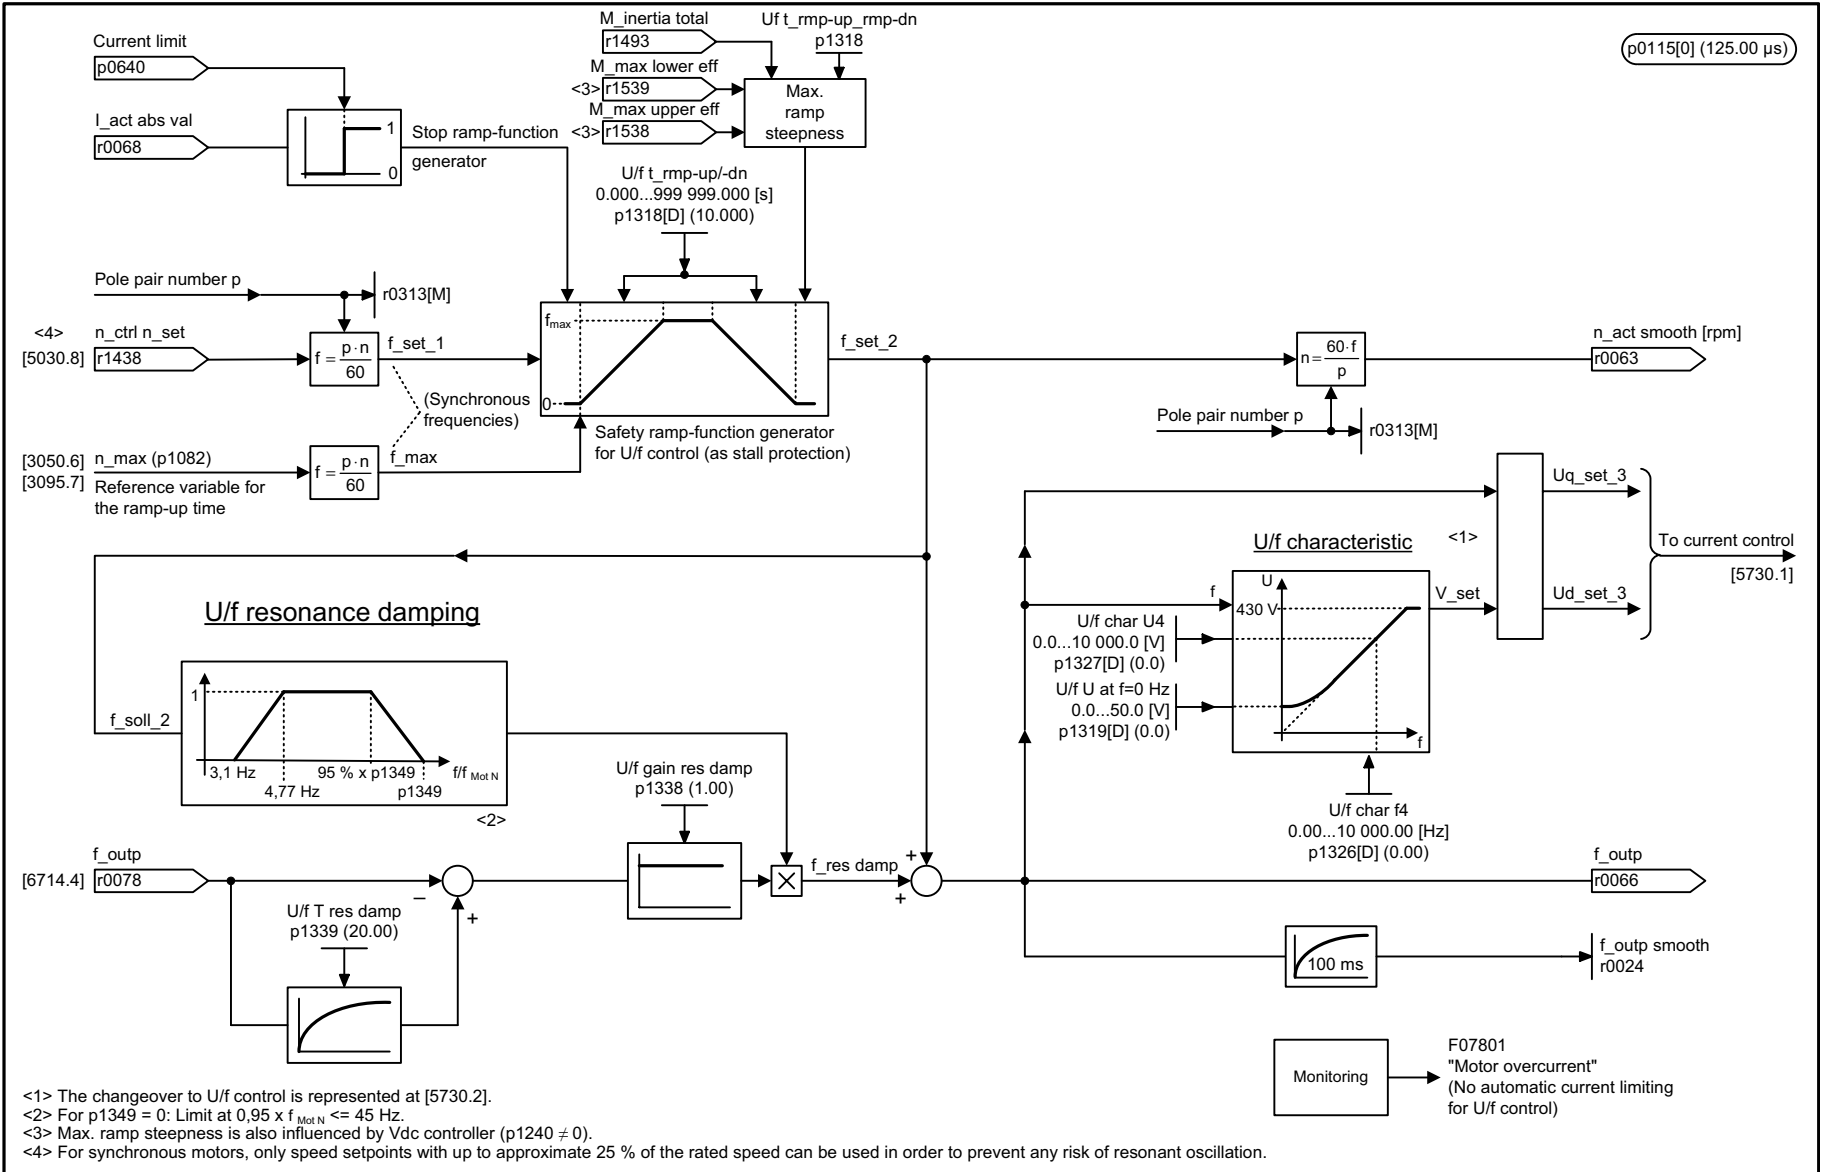 M_inertia total
r1493
Uf t_rmp-up_rmp-dn
p1318
p0115[0] (125.00 µs)
Current limit
p0640
M_max lower eff
<3> r1539
M_max upper eff
<3> r1538
Max.
ramp
steepness
I_act abs val
r0068
1
0
Stop ramp-function
generator
U/f t_rmp-up/-dn
0.000...999 999.000 [s]
p1318[D] (10.000)
Pole pair number p
r0313[M]
<4>
[5030.8]
n_ctrl n_set
r1438
f = p·n
60
f_set_1
(Synchronous
frequencies)
fmax
0
f_set_2
Safety ramp-function generator
for U/f control (as stall protection)
n= 60·f
p
n_act smooth [rpm]
r0063
Pole pair number p
r0313[M]
[3050.6]
[3095.7]
n_max (p1082)
Reference variable for
the ramp-up time
f = p·n
60
f_max
Uq_set_3
<1>
To current control
[5730.1]
Ud_set_3
U/f characteristic
f
U
430 V
V_set
f
U/f char U4
0.0...10 000.0 [V]
p1327[D] (0.0)
U/f U at f=0 Hz
0.0...50.0 [V]
p1319[D] (0.0)
U/f char f4
0.00...10 000.00 [Hz]
p1326[D] (0.00)
U/f resonance damping
f_soll_2
1
3,1 Hz
95 % x p1349
f/f Mot N
4,77 Hz
p1349
<2>
U/f gain res damp
p1338 (1.00)
f_outp
[6714.4] r0078
−
+
U/f T res damp
p1339 (20.00)
f_res damp
+
+
f_outp
r0066
100 ms
f_outp smooth
r0024
Monitoring
F07801
"Motor overcurrent"
(No automatic current limiting
for U/f control)
<1> The changeover to U/f control is represented at [5730.2].
<2> For p1349 = 0: Limit at 0,95 x f Mot N <= 45 Hz.
<3> Max. ramp steepness is also influenced by Vdc controller (p1240 ≠ 0).
<4> For synchronous motors, only speed setpoints with up to approximate 25 % of the rated speed can be used in order to prevent any risk of resonant oscillation.